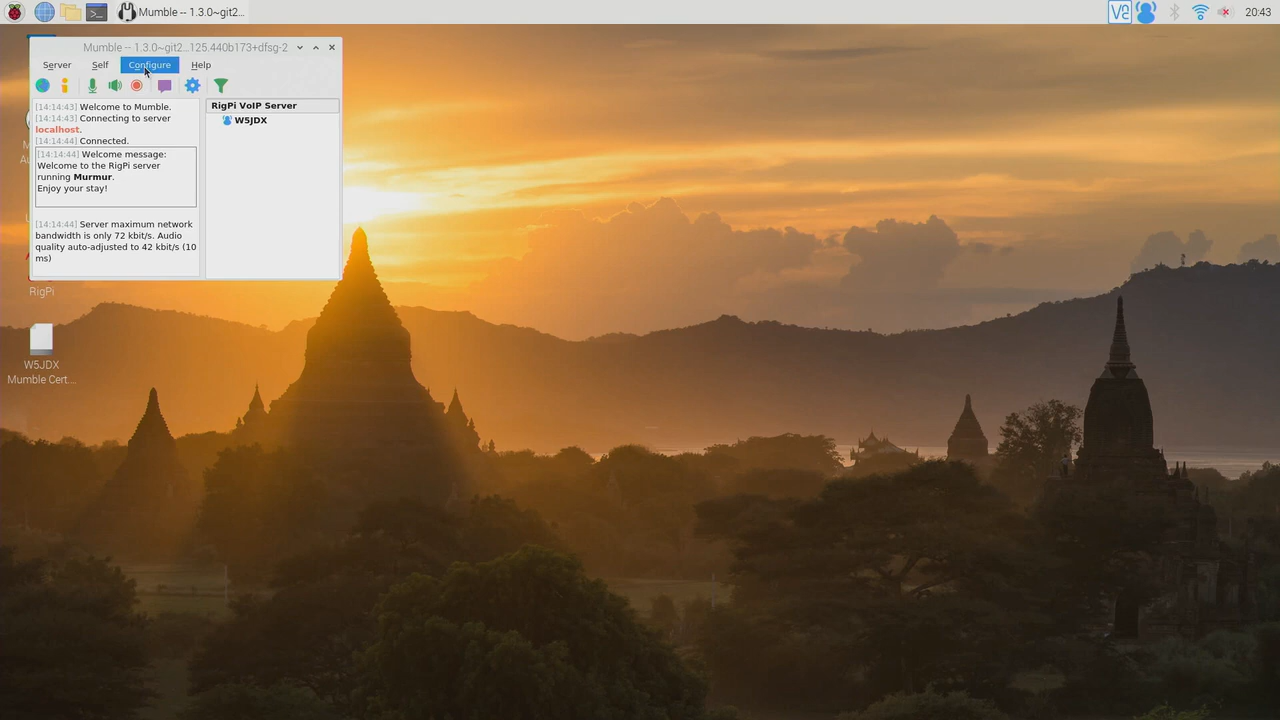 Mumble -- 1.3.0~git2...
20:43
Mumble -- 1.3.0~git2...125.440b173+dfsg-2
Server Self Configure Help
[14:14:43] Welcome to Mumble.
[14:14:43] Connecting to server
localhost.
[14:14:44] Connected.
[14:14:44] Welcome message:
Welcome to the RigPi server
running Murmur.
Enjoy your stay!
[14:14:44] Server maximum network
bandwidth is only 72 kbit/s. Audio
quality auto-adjusted to 42 kbit/s (10
ms)
RigPi VoIP Server
W5JDX
RigPi
W5JDX
Mumble Cert...